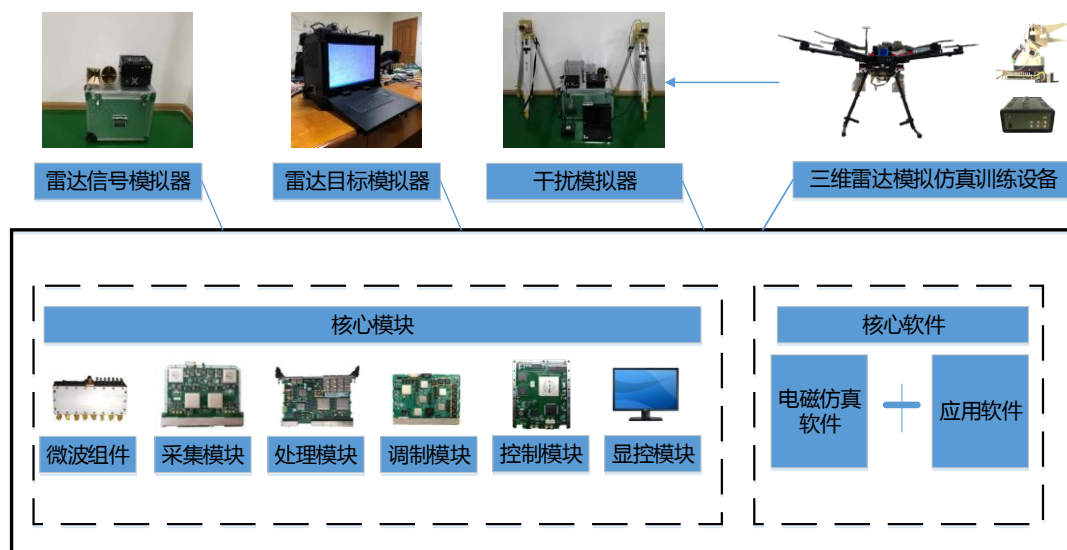 雷达信号模拟器
雷达目标模拟器
干扰模拟器
三维雷达模拟仿真训练设备
核心模块
核心软件
微波组件
采集模块
处理模块
调制模块
控制模块
显控模块
电磁仿真
软件
应用软件